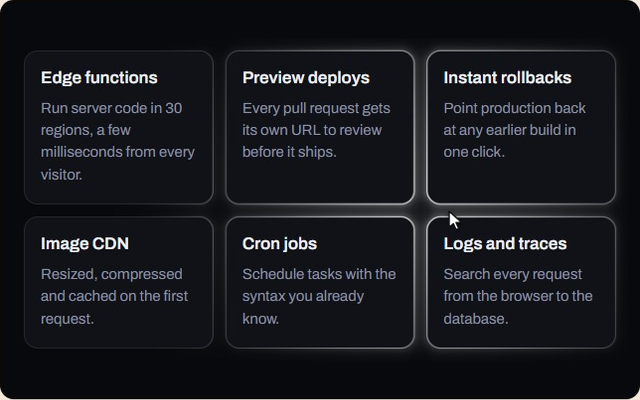 Edge functions
Run server code in 30
regions, a few
milliseconds from every
visitor.
Preview deploys
Every pull request gets
its own URL to review
before it ships.
Instant rollbacks
Point production back
at any earlier build in
one click.
Image CDN
Resized, compressed
and cached on the first
request.
Cron jobs
Schedule tasks with the
syntax you already
know.
Logs and traces
Search every request
from the browser to the
database.